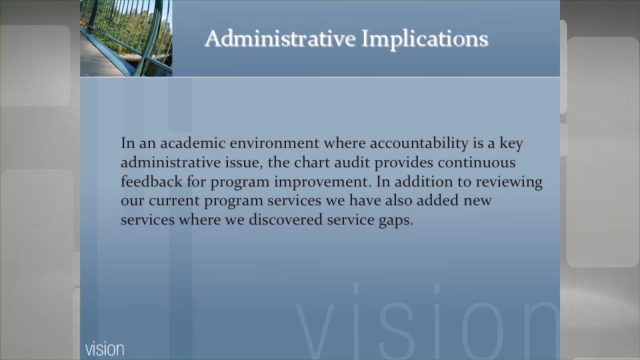 Administrative Implications
In an academic environment where accountability is a key
administrative issue, the chart audit provides continuous
feedback for program improvement. In addition to reviewing
our current program services we have also added new
services where we discovered service gaps.
vision
vision